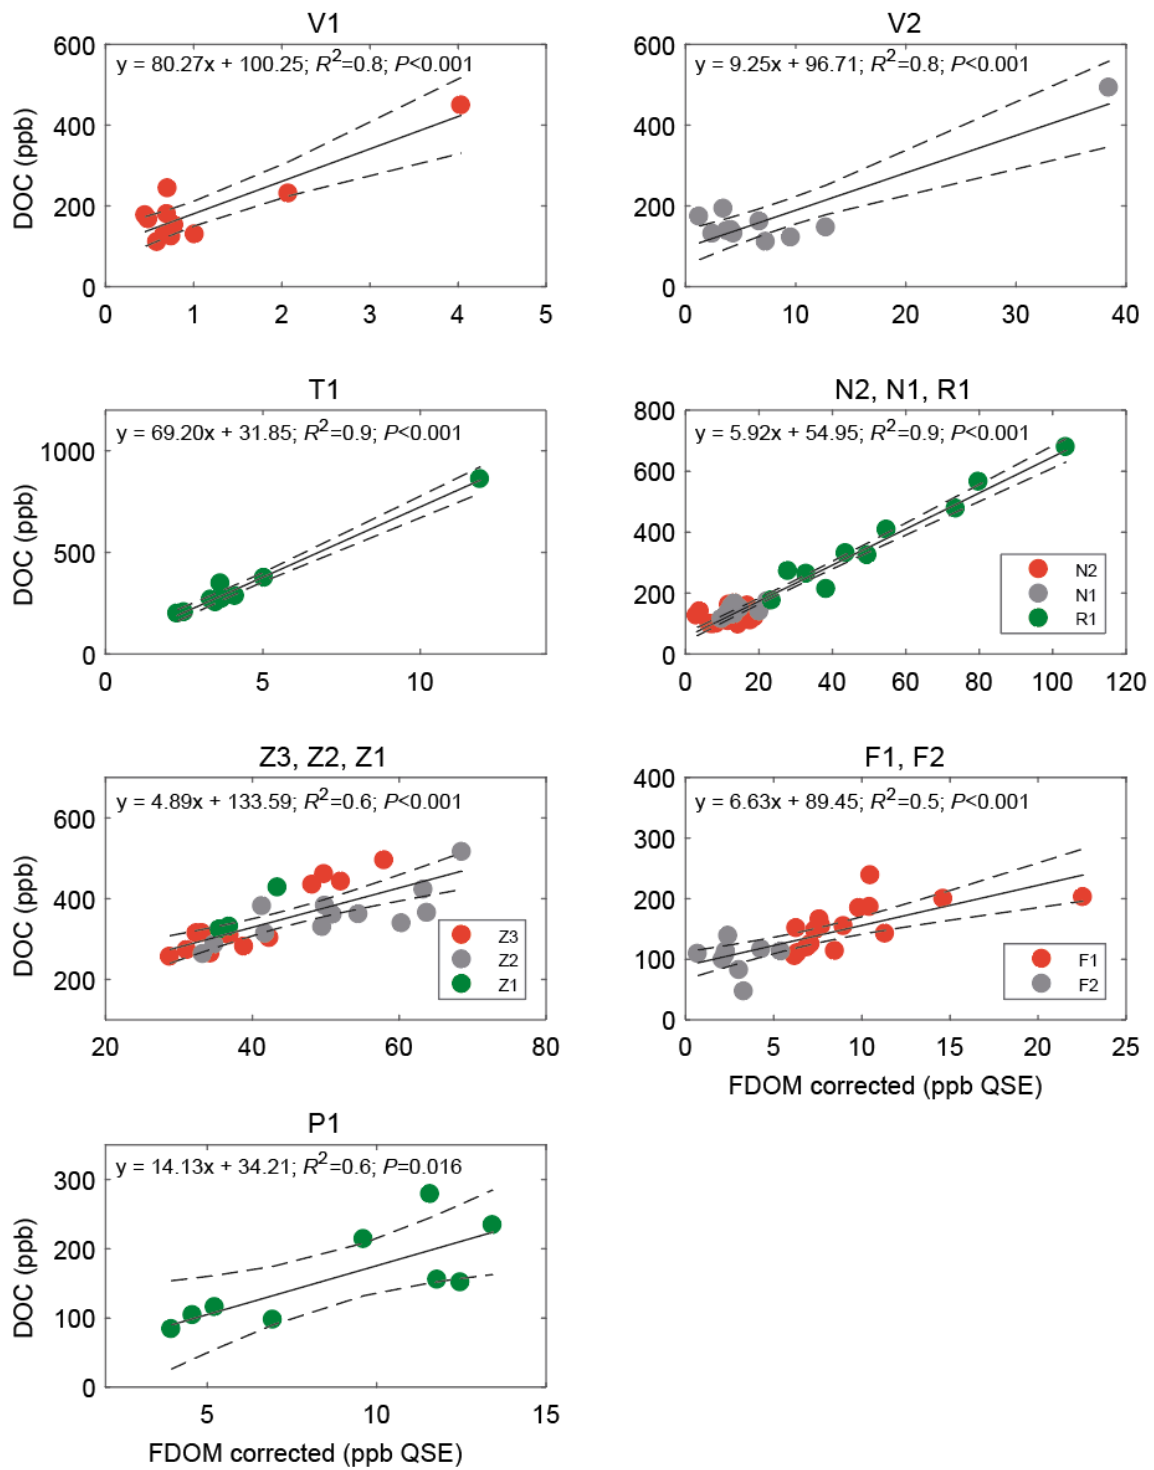 V1
y = 80.27x + 100.25; R²=0.8; P<0.001
DOC (ppb)
600
400
200
0
0 1 2 3 4 5
V2
y = 9.25x + 96.71; R²=0.8; P<0.001
600
400
200
0
0 10 20 30 40
T1
y = 69.20x + 31.85; R²=0.9; P<0.001
DOC (ppb)
1000
500
0
0 5 10
N2, N1, R1
y = 5.92x + 54.95; R²=0.9; P<0.001
800
600
400
200
0
N2
N1
R1
0 20 40 60 80 100 120
Z3, Z2, Z1
y = 4.89x + 133.59; R²=0.6; P<0.001
DOC (ppb)
600
400
200
Z3
Z2
Z1
20 40 60 80
F1, F2
y = 6.63x + 89.45; R²=0.5; P<0.001
400
300
200
100
0
F1
F2
0 5 10 15 20 25
FDOM corrected (ppb QSE)
P1
y = 14.13x + 34.21; R²=0.6; P=0.016
DOC (ppb)
300
200
100
0
5 10 15
FDOM corrected (ppb QSE)